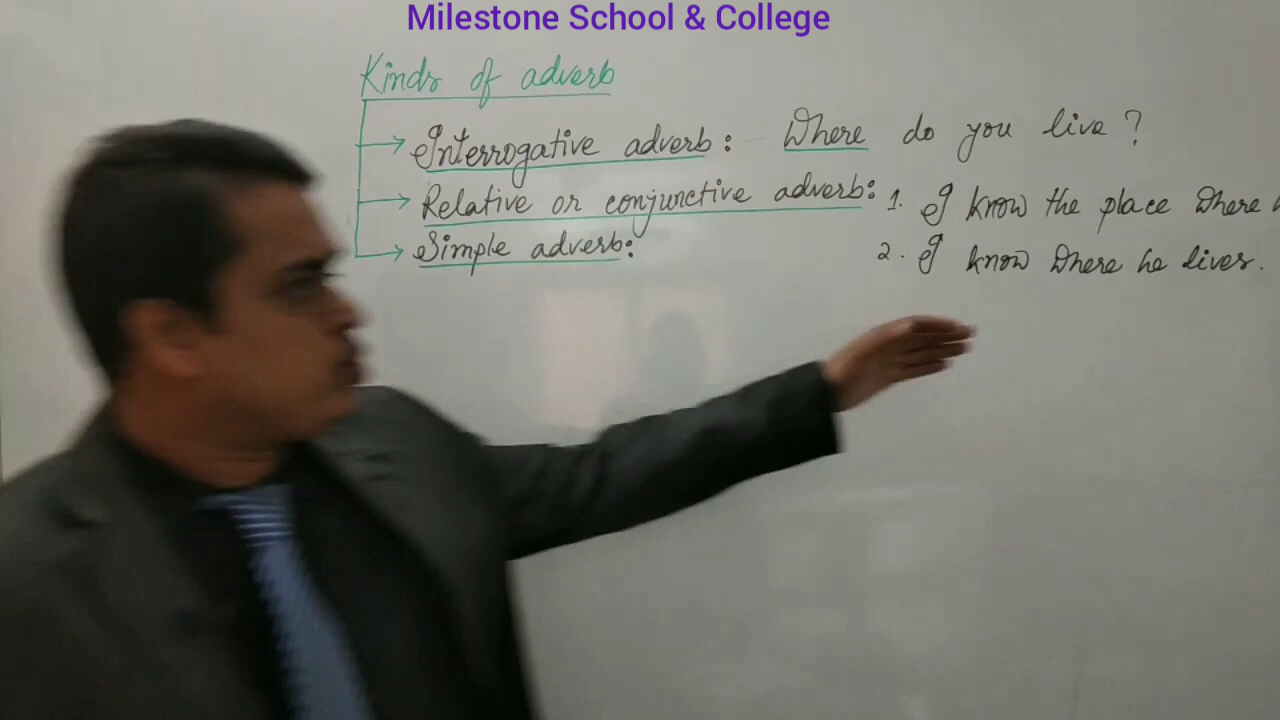 Milestone School & College
Kinds of adverb
Interrogative adverb: Where do you live?
Relative or conjunctive adverb: 1. I know the place where
Simple adverb: 2. I know where he lives.